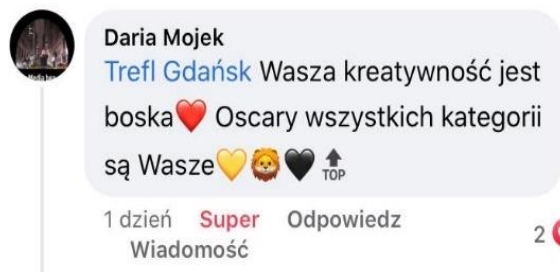 Daria Mojek
Trefl Gdańsk Wasza kreatywność jest
boska❤️ Oscary wszystkich kategorii
są Wasze💛🦁🖤🔝
1 dzień Super Odpowiedz
2
Wiadomość